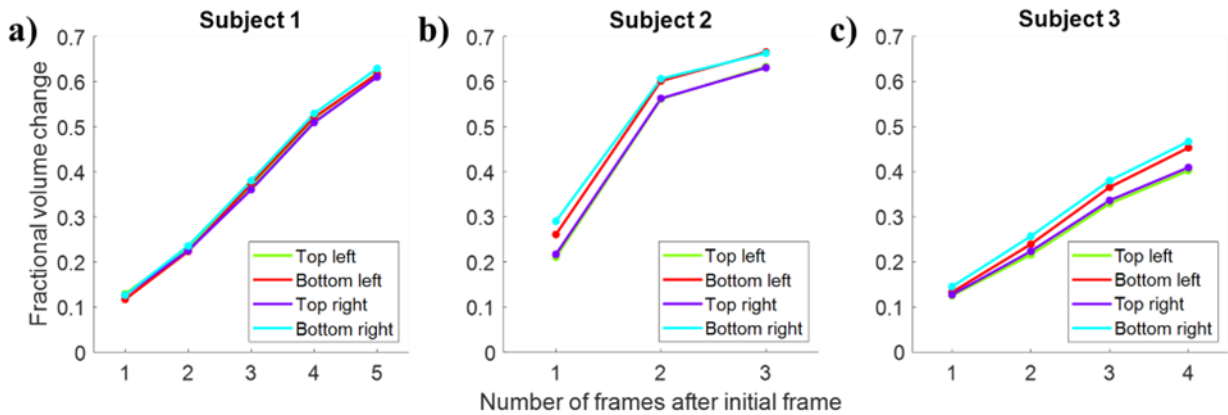 a)
Subject 1
Fractional volume change
0.7
0.6
0.5
0.4
0.3
0.2
0.1
0
1 2 3 4 5
Top left
Bottom left
Top right
Bottom right
b)
Subject 2
0.7
0.6
0.5
0.4
0.3
0.2
0.1
0
1 2 3
Top left
Bottom left
Top right
Bottom right
c)
Subject 3
0.7
0.6
0.5
0.4
0.3
0.2
0.1
0
1 2 3 4
Top left
Bottom left
Top right
Bottom right
Number of frames after initial frame